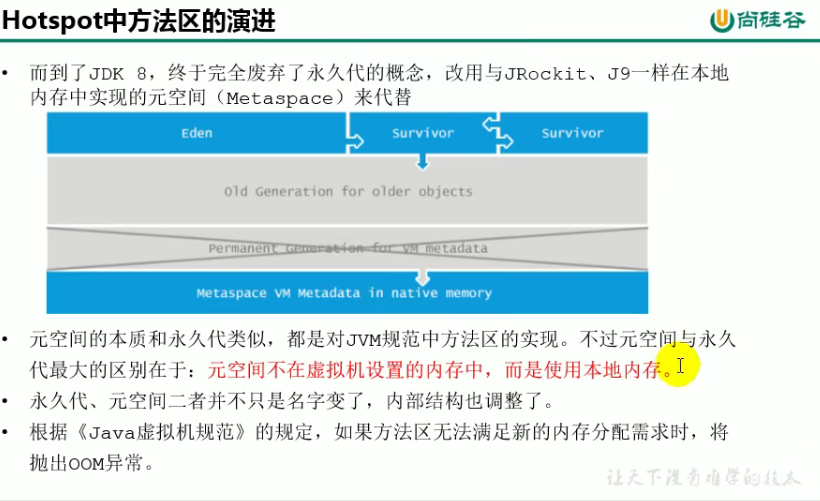 Hotspot中方法区的演进
尚硅谷
• 而到了JDK 8，终于完全废弃了永久代的概念，改用与JRockit、J9一样在本地
内存中实现的元空间（Metaspace）来代替
Eden
Survivor
Survivor
Old Generation for older objects
Permanent Generation for VM metadata
Metaspace VM Metadata in native memory
• 元空间的本质和永久代类似，都是对JVM规范中方法区的实现。不过元空间与永久
代最大的区别在于：元空间不在虚拟机设置的内存中，而是使用本地内存。
• 永久代、元空间二者并不只是名字变了，内部结构也调整了。
• 根据《Java虚拟机规范》的规定，如果方法区无法满足新的内存分配需求时，将
抛出OOM异常。
让天下没有难学的技术